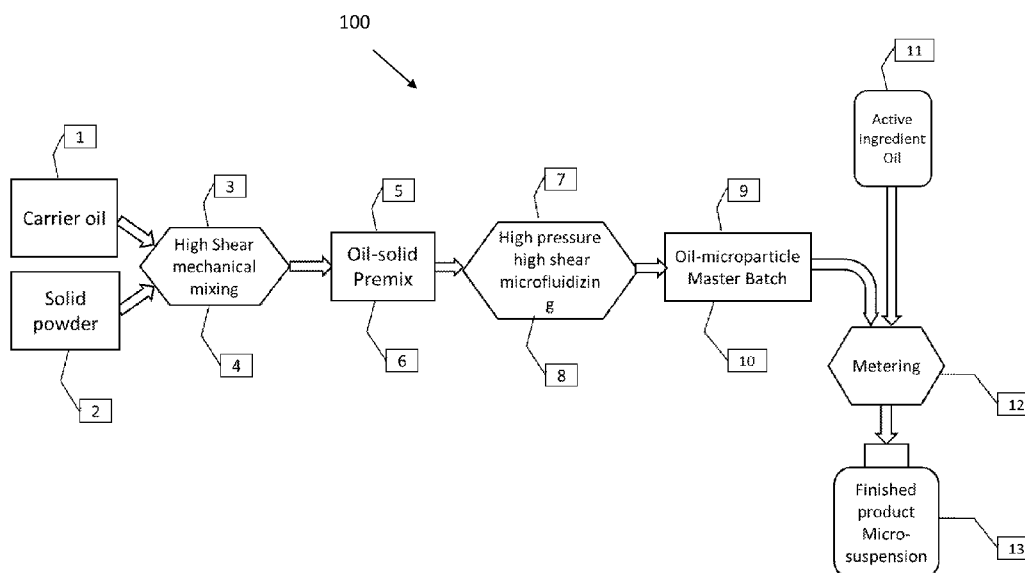 100
11
Active
ingredient
Oil
1
3
5
7
9
Carrier oil
High Shear
mechanical
mixing
Oil-solid
Premix
High pressure
high shear
microfluidizin
g
Oil-microparticle
Master Batch
Solid
powder
2
4
6
8
10
Metering
12
Finished
product
Micro-
suspension
13